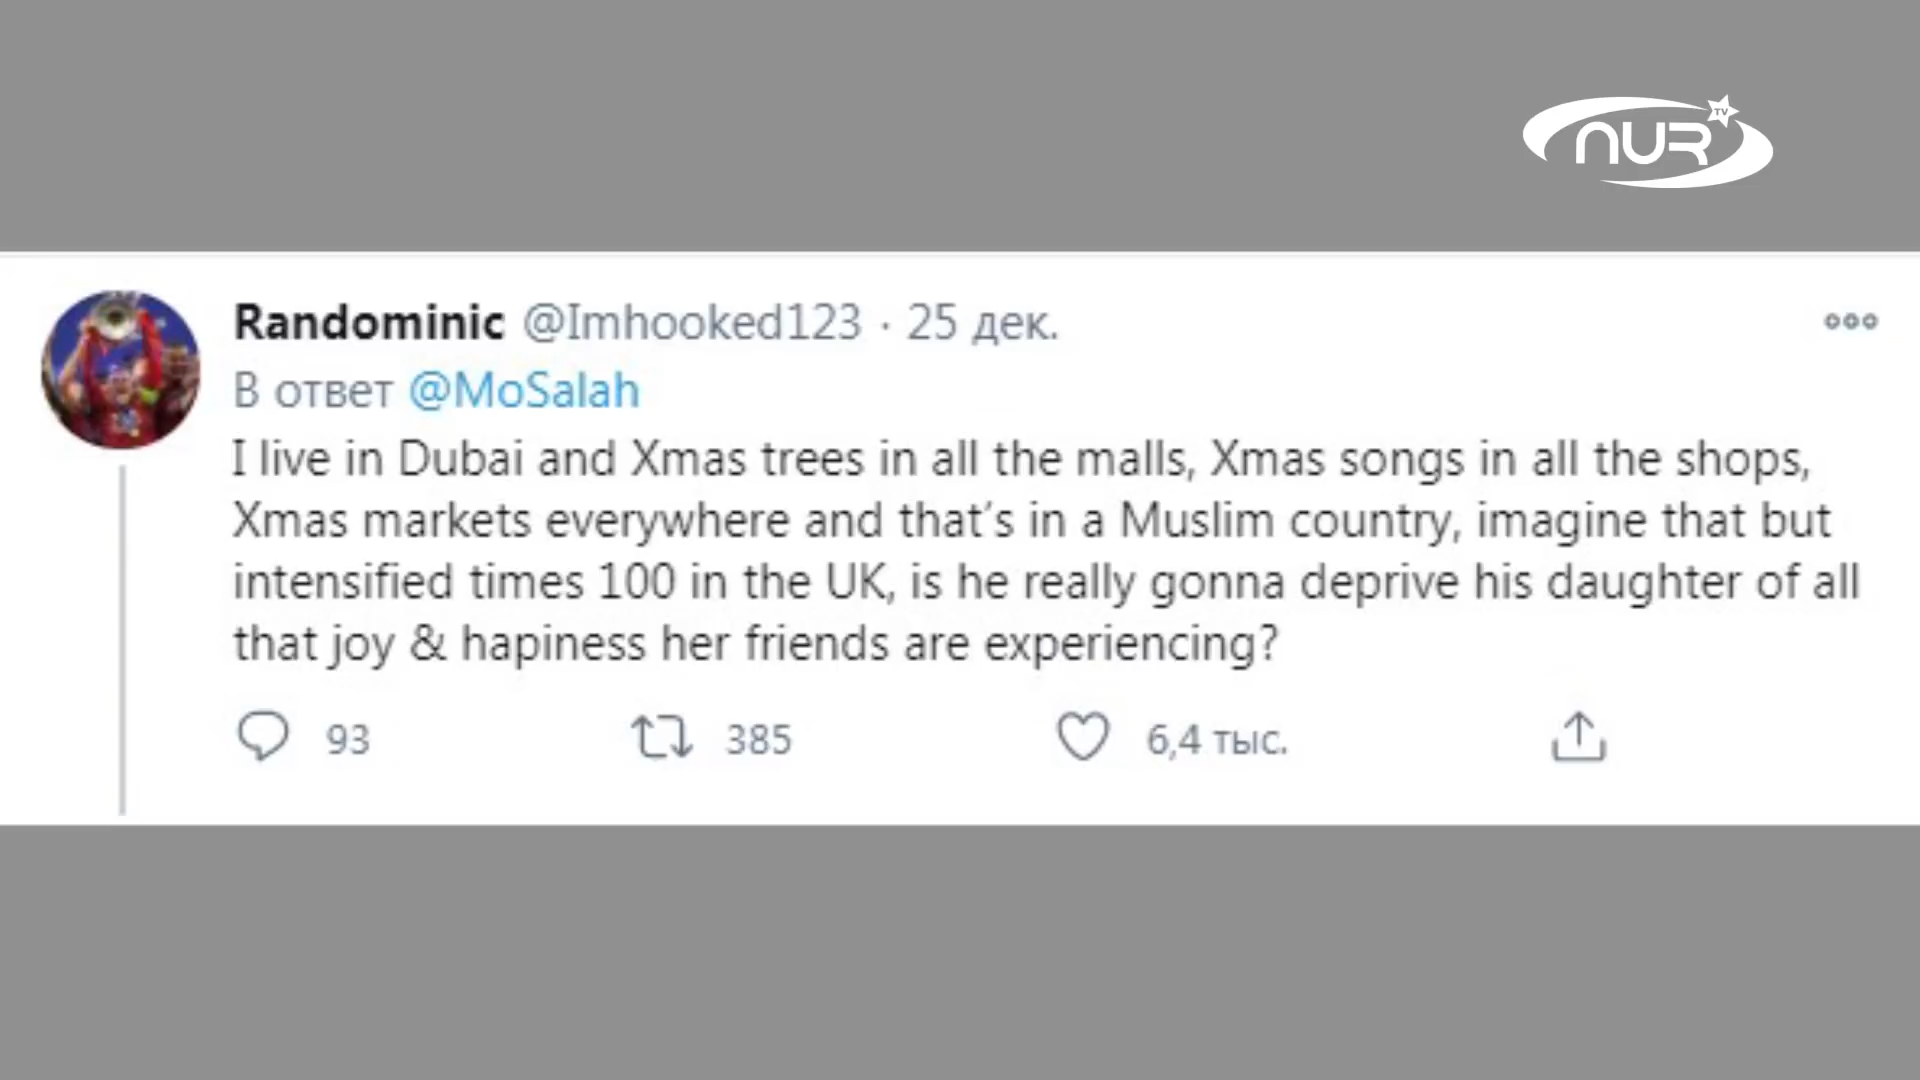 NUR TV
Randominic @Imhooked123 · 25 дек.
В ответ @MoSalah
I live in Dubai and Xmas trees in all the malls, Xmas songs in all the shops,
Xmas markets everywhere and that's in a Muslim country, imagine that but
intensified times 100 in the UK, is he really gonna deprive his daughter of all
that joy & hapiness her friends are experiencing?
93 385 6,4 тыс.